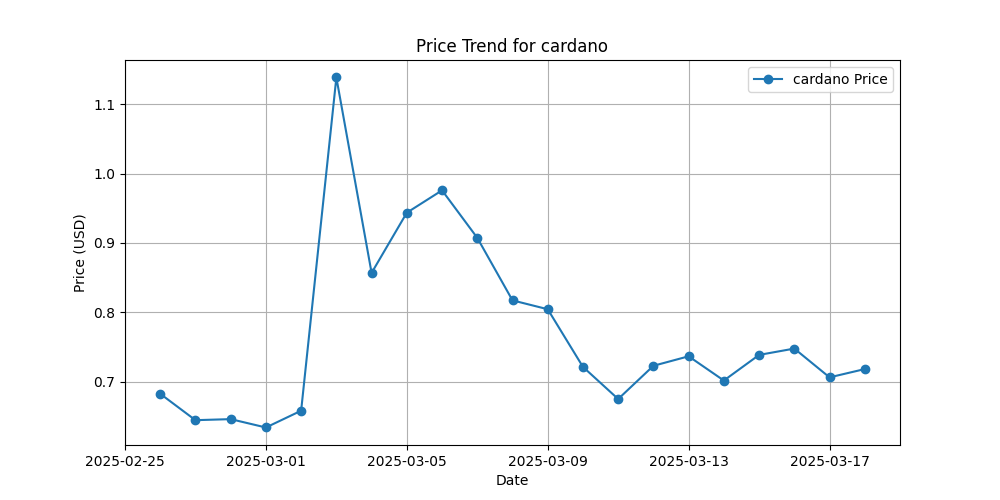 Price Trend for cardano
cardano Price
1.1
1.0
0.9
0.8
0.7
Price (USD)
2025-02-25 2025-03-01 2025-03-05 2025-03-09 2025-03-13 2025-03-17
Date